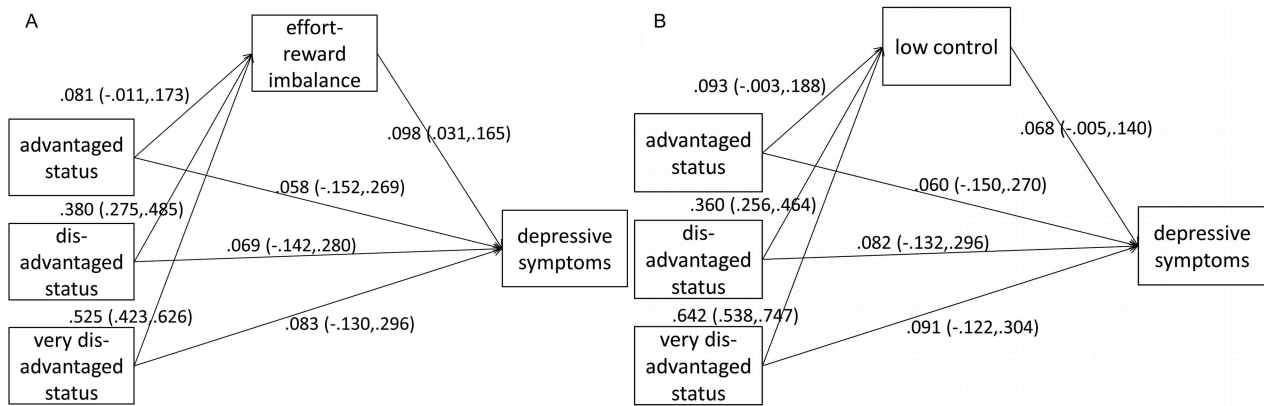 A
effort-
reward
imbalance
.081 (-.011,.173)
.098 (.031,.165)
advantaged
status
.058 (-.152,.269)
.380 (.275,.485)
dis-
advantaged
status
.069 (-.142,.280)
depressive
symptoms
.525 (.423,.626)
.083 (-.130,.296)
very dis-
advantaged
status
B
low control
.093 (-.003,.188)
.068 (-.005,.140)
advantaged
status
.060 (-.150,.270)
.360 (.256,.464)
dis-
advantaged
status
.082 (-.132,.296)
depressive
symptoms
.642 (.538,.747)
.091 (-.122,.304)
very dis-
advantaged
status